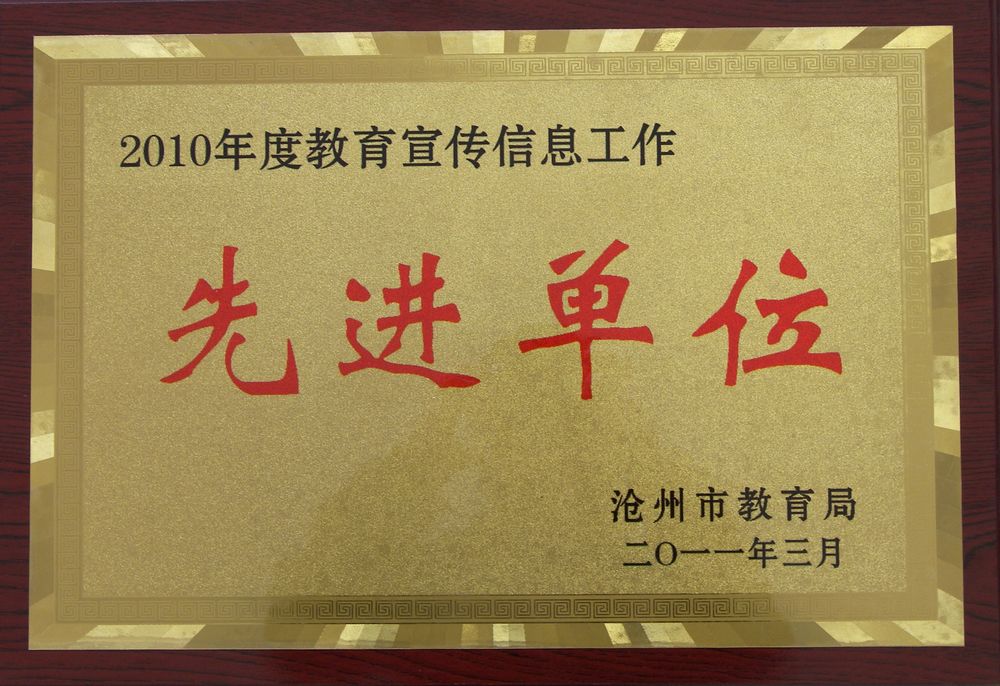 2010年度教育宣传信息工作
先进单位
沧州市教育局
二〇一一年三月